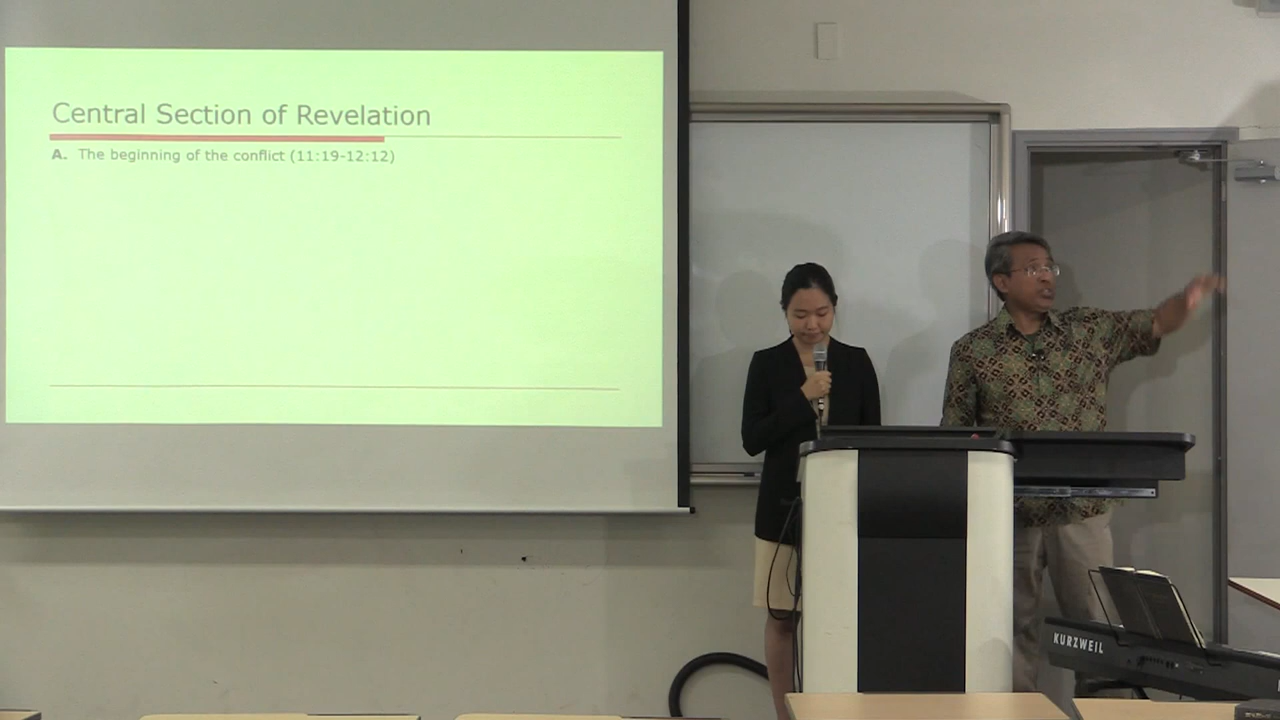 Central Section of Revelation
A. The beginning of the conflict (11:19-12:12)
KURZWEIL